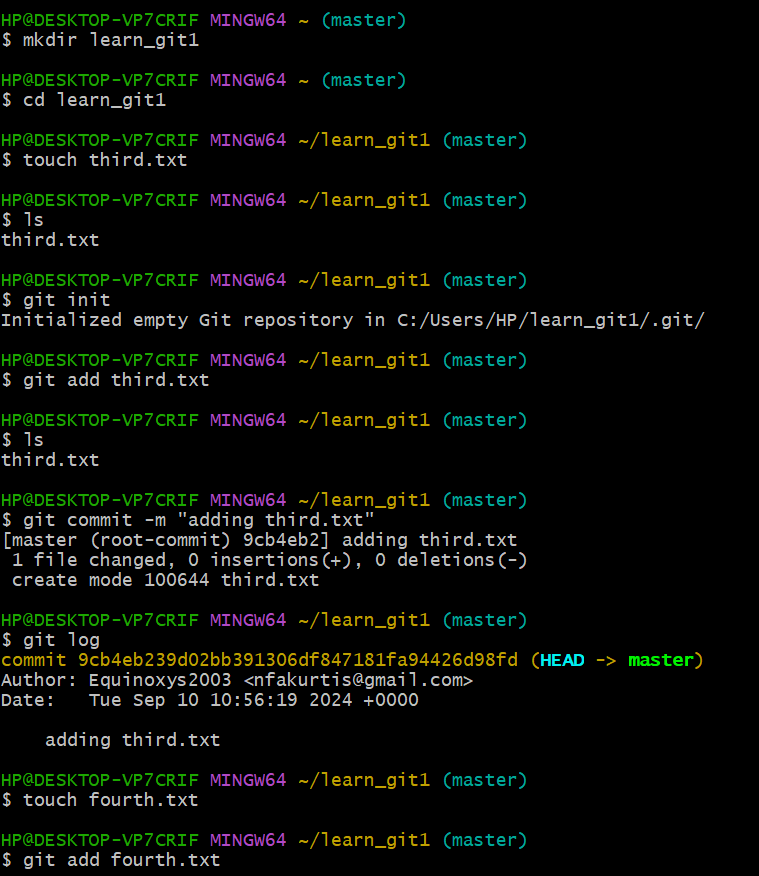 HP@DESKTOP-VP7CRIF MINGW64 ~ (master)
$ mkdir learn_git1
HP@DESKTOP-VP7CRIF MINGW64 ~ (master)
$ cd learn_git1
HP@DESKTOP-VP7CRIF MINGW64 ~/learn_git1 (master)
$ touch third.txt
HP@DESKTOP-VP7CRIF MINGW64 ~/learn_git1 (master)
$ ls
third.txt
HP@DESKTOP-VP7CRIF MINGW64 ~/learn_git1 (master)
$ git init
Initialized empty Git repository in C:/Users/HP/learn_git1/.git/
HP@DESKTOP-VP7CRIF MINGW64 ~/learn_git1 (master)
$ git add third.txt
HP@DESKTOP-VP7CRIF MINGW64 ~/learn_git1 (master)
$ ls
third.txt
HP@DESKTOP-VP7CRIF MINGW64 ~/learn_git1 (master)
$ git commit -m "adding third.txt"
[master (root-commit) 9cb4eb2] adding third.txt
 1 file changed, 0 insertions(+), 0 deletions(-)
 create mode 100644 third.txt
HP@DESKTOP-VP7CRIF MINGW64 ~/learn_git1 (master)
$ git log
commit 9cb4eb239d02bb391306df847181fa94426d98fd (HEAD -> master)
Author: Equinoxys2003 <nfakurtis@gmail.com>
Date:   Tue Sep 10 10:56:19 2024 +0000
    adding third.txt
HP@DESKTOP-VP7CRIF MINGW64 ~/learn_git1 (master)
$ touch fourth.txt
HP@DESKTOP-VP7CRIF MINGW64 ~/learn_git1 (master)
$ git add fourth.txt